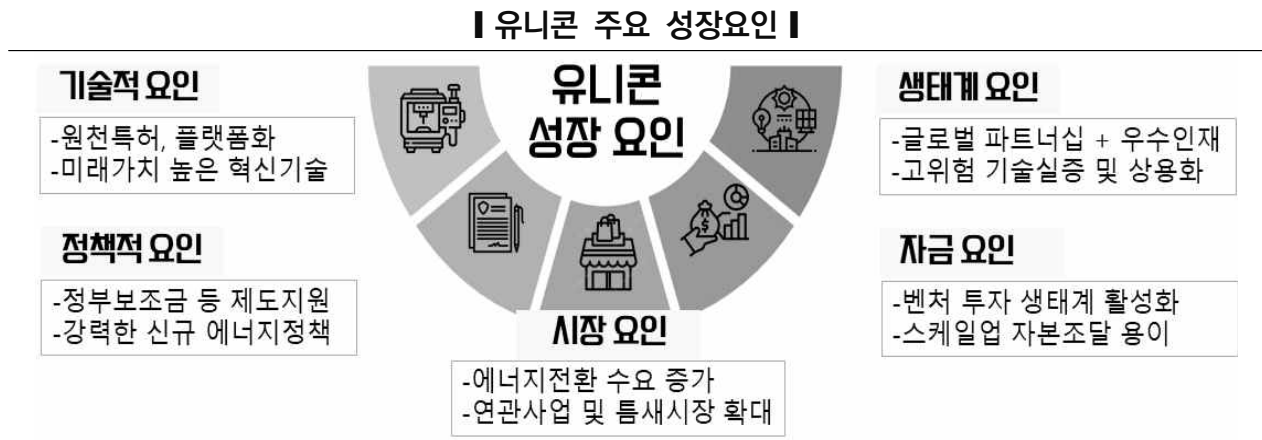 ▎유니콘 주요 성장요인▎
유니콘
성장 요인
기술적 요인
-원천특허, 플랫폼화
-미래가치 높은 혁신기술
정책적 요인
-정부보조금 등 제도지원
-강력한 신규 에너지정책
시장 요인
-에너지전환 수요 증가
-연관사업 및 틈새시장 확대
자금 요인
-벤처 투자 생태계 활성화
-스케일업 자본조달 용이
생태계 요인
-글로벌 파트너십 + 우수인재
-고위험 기술실증 및 상용화